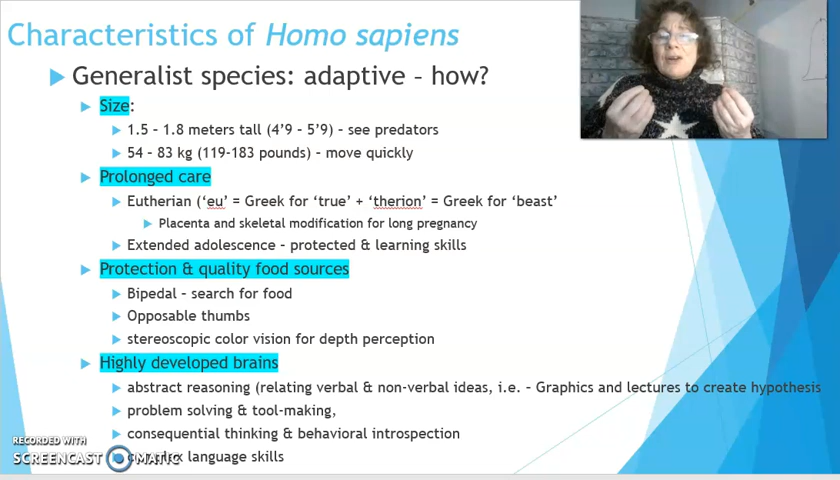 Characteristics of Homo sapiens
Generalist species: adaptive – how?
Size:
1.5 – 1.8 meters tall (4’9 – 5’9) – see predators
54 – 83 kg (119-183 pounds) – move quickly
Prolonged care
Eutherian (‘eu’ = Greek for ‘true’ + ‘therion’ = Greek for ‘beast’
Placenta and skeletal modification for long pregnancy
Extended adolescence – protected & learning skills
Protection & quality food sources
Bipedal – search for food
Opposable thumbs
stereoscopic color vision for depth perception
Highly developed brains
abstract reasoning (relating verbal & non-verbal ideas, i.e. – Graphics and lectures to create hypothesis
problem solving & tool-making,
consequential thinking & behavioral introspection
RECORDED WITH
SCREENCAST MATIC
language skills